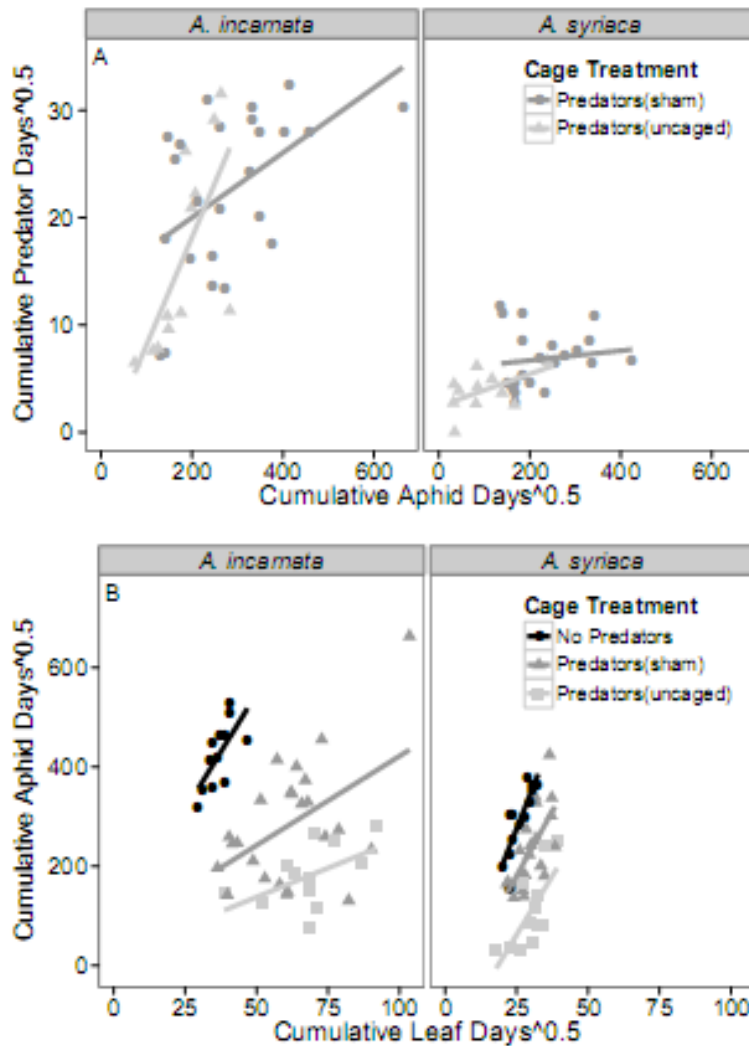 A. incarnata
A. syriaca
A
Cage Treatment
Predators(sham)
Predators(uncaged)
Cumulative Predator Days^0.5
30
20
10
0
0 200 400 600
0 200 400 600
Cumulative Aphid Days^0.5
A. incarnata
A. syriaca
B
Cage Treatment
No Predators
Predators(sham)
Predators(uncaged)
Cumulative Aphid Days^0.5
600
400
200
0
0 25 50 75 100
0 25 50 75 100
Cumulative Leaf Days^0.5